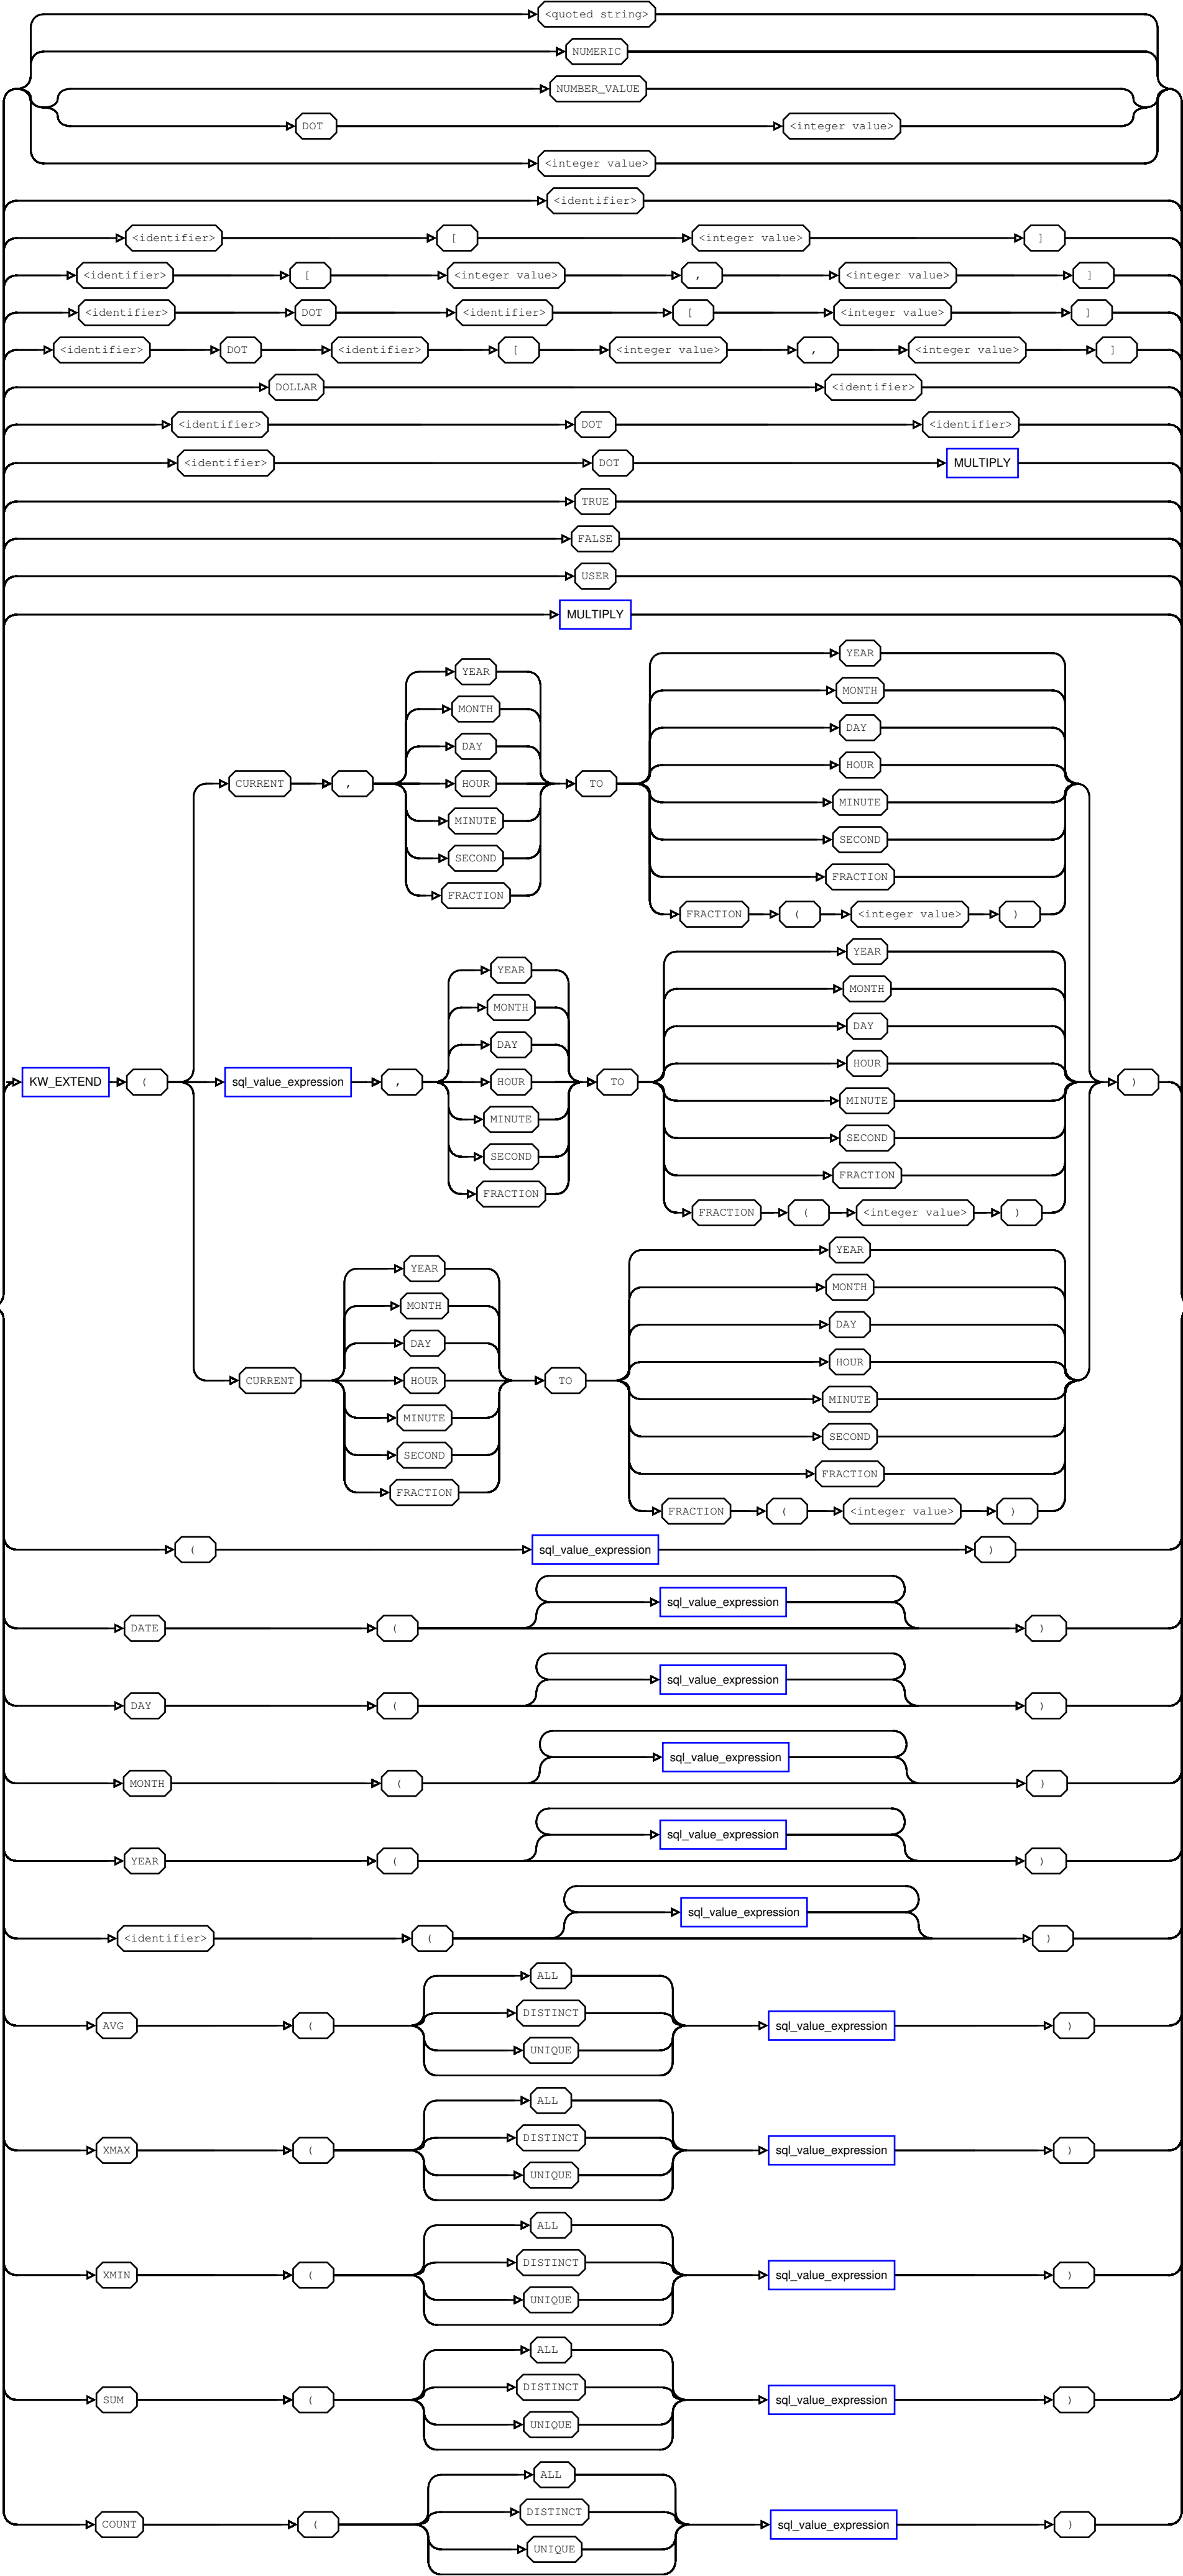 <quoted string>
NUMERIC
NUMBER_VALUE
DOT <integer value>
<integer value>
<identifier>
<identifier> [ <integer value> ]
<identifier> [ <integer value> , <integer value> ]
<identifier> DOT <identifier> [ <integer value> ]
<identifier> DOT <identifier> [ <integer value> , <integer value> ]
DOLLAR <identifier>
<identifier> DOT <identifier>
<identifier> DOT MULTIPLY
TRUE
FALSE
USER
MULTIPLY
YEAR
YEAR
MONTH
MONTH
DAY
DAY
HOUR
CURRENT , HOUR TO
MINUTE
MINUTE
SECOND
SECOND
FRACTION
FRACTION
FRACTION ( <integer value> )
YEAR
YEAR
MONTH
MONTH
DAY
DAY
HOUR
KW_EXTEND ( sql_value_expression , HOUR TO )
MINUTE
MINUTE
SECOND
SECOND
FRACTION
FRACTION
FRACTION ( <integer value> )
YEAR
YEAR
MONTH
MONTH
DAY
DAY
HOUR
CURRENT HOUR TO
MINUTE
MINUTE
SECOND
SECOND
FRACTION
FRACTION
FRACTION ( <integer value> )
( sql_value_expression )
sql_value_expression
DATE ( )
sql_value_expression
DAY ( )
sql_value_expression
MONTH ( )
sql_value_expression
YEAR ( )
sql_value_expression
<identifier> ( )
ALL
DISTINCT
AVG ( sql_value_expression )
UNIQUE
ALL
DISTINCT
XMAX ( sql_value_expression )
UNIQUE
ALL
DISTINCT
XMIN ( sql_value_expression )
UNIQUE
ALL
DISTINCT
SUM ( sql_value_expression )
UNIQUE
ALL
DISTINCT
COUNT ( sql_value_expression )
UNIQUE